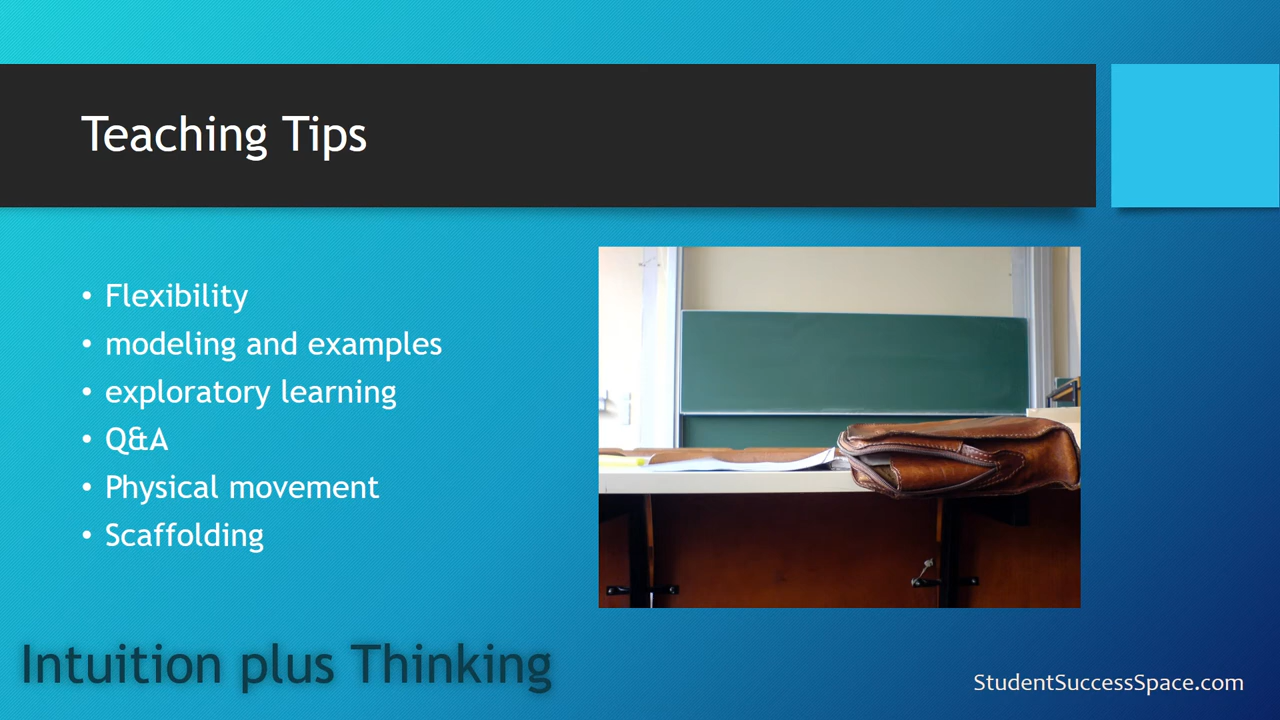 Teaching Tips
• Flexibility
• modeling and examples
• exploratory learning
• Q&A
• Physical movement
• Scaffolding
Intuition plus Thinking
StudentSuccessSpace.com